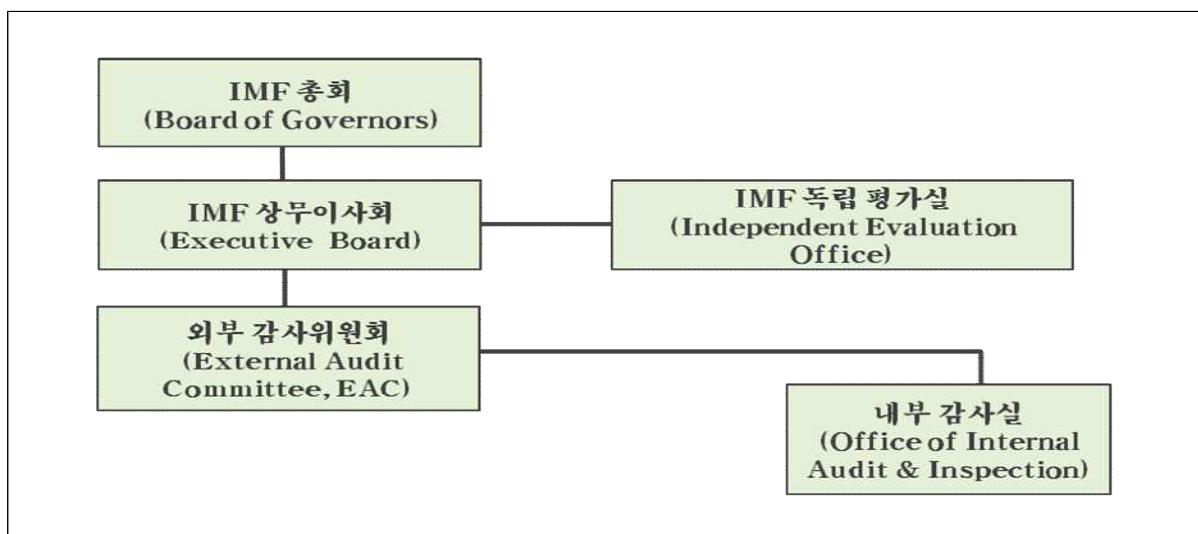 IMF 총회
(Board of Governors)
IMF 상무이사회
(Executive Board)
IMF 독립 평가실
(Independent Evaluation
Office)
외부 감사위원회
(External Audit
Committee, EAC)
내부 감사실
(Office of Internal
Audit & Inspection)